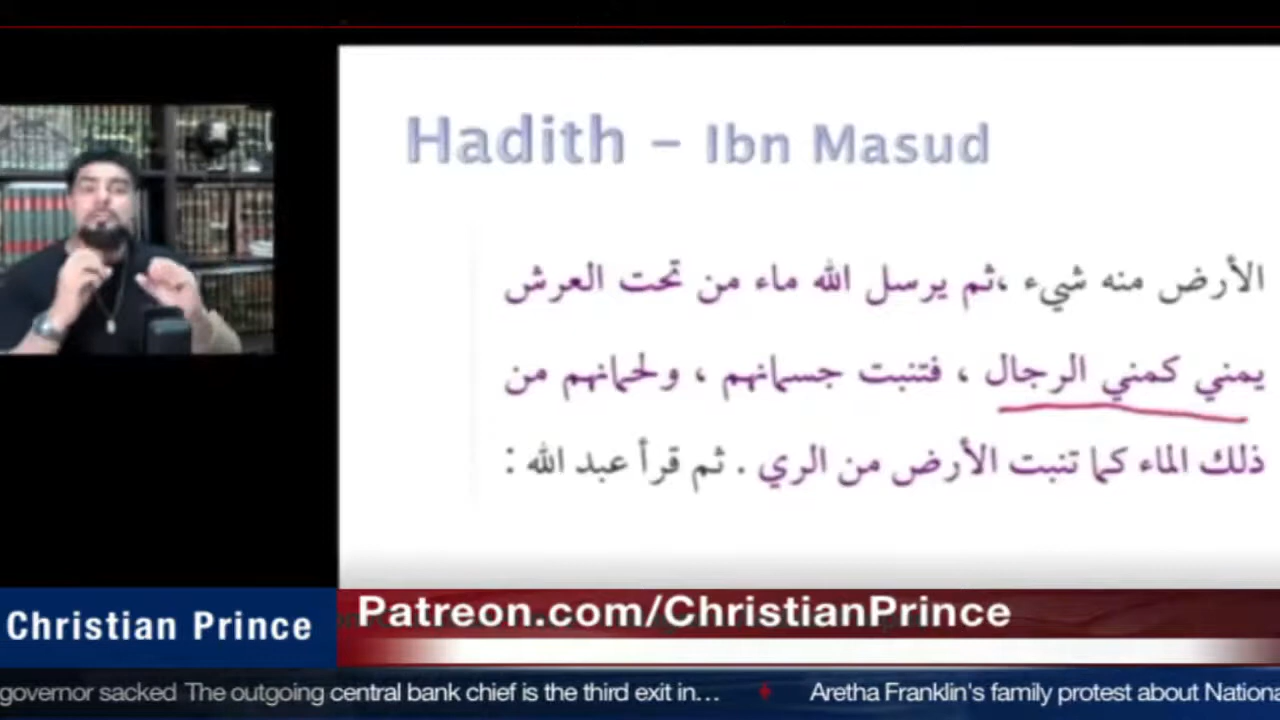 Hadith – Ibn Masud
الأرض منه شيء ،ثم يرسل الله ماء من تحت العرش
يمني كمني الرجال ، فتنبت جسمانهم ، ولحمانهم من
ذلك الماء كما تنبت الأرض من الري . ثم قرأ عبد الله :
Christian Prince
Patreon.com/ChristianPrince
governor sacked The outgoing central bank chief is the third exit in… ♦ Aretha Franklin's family protest about Nationa